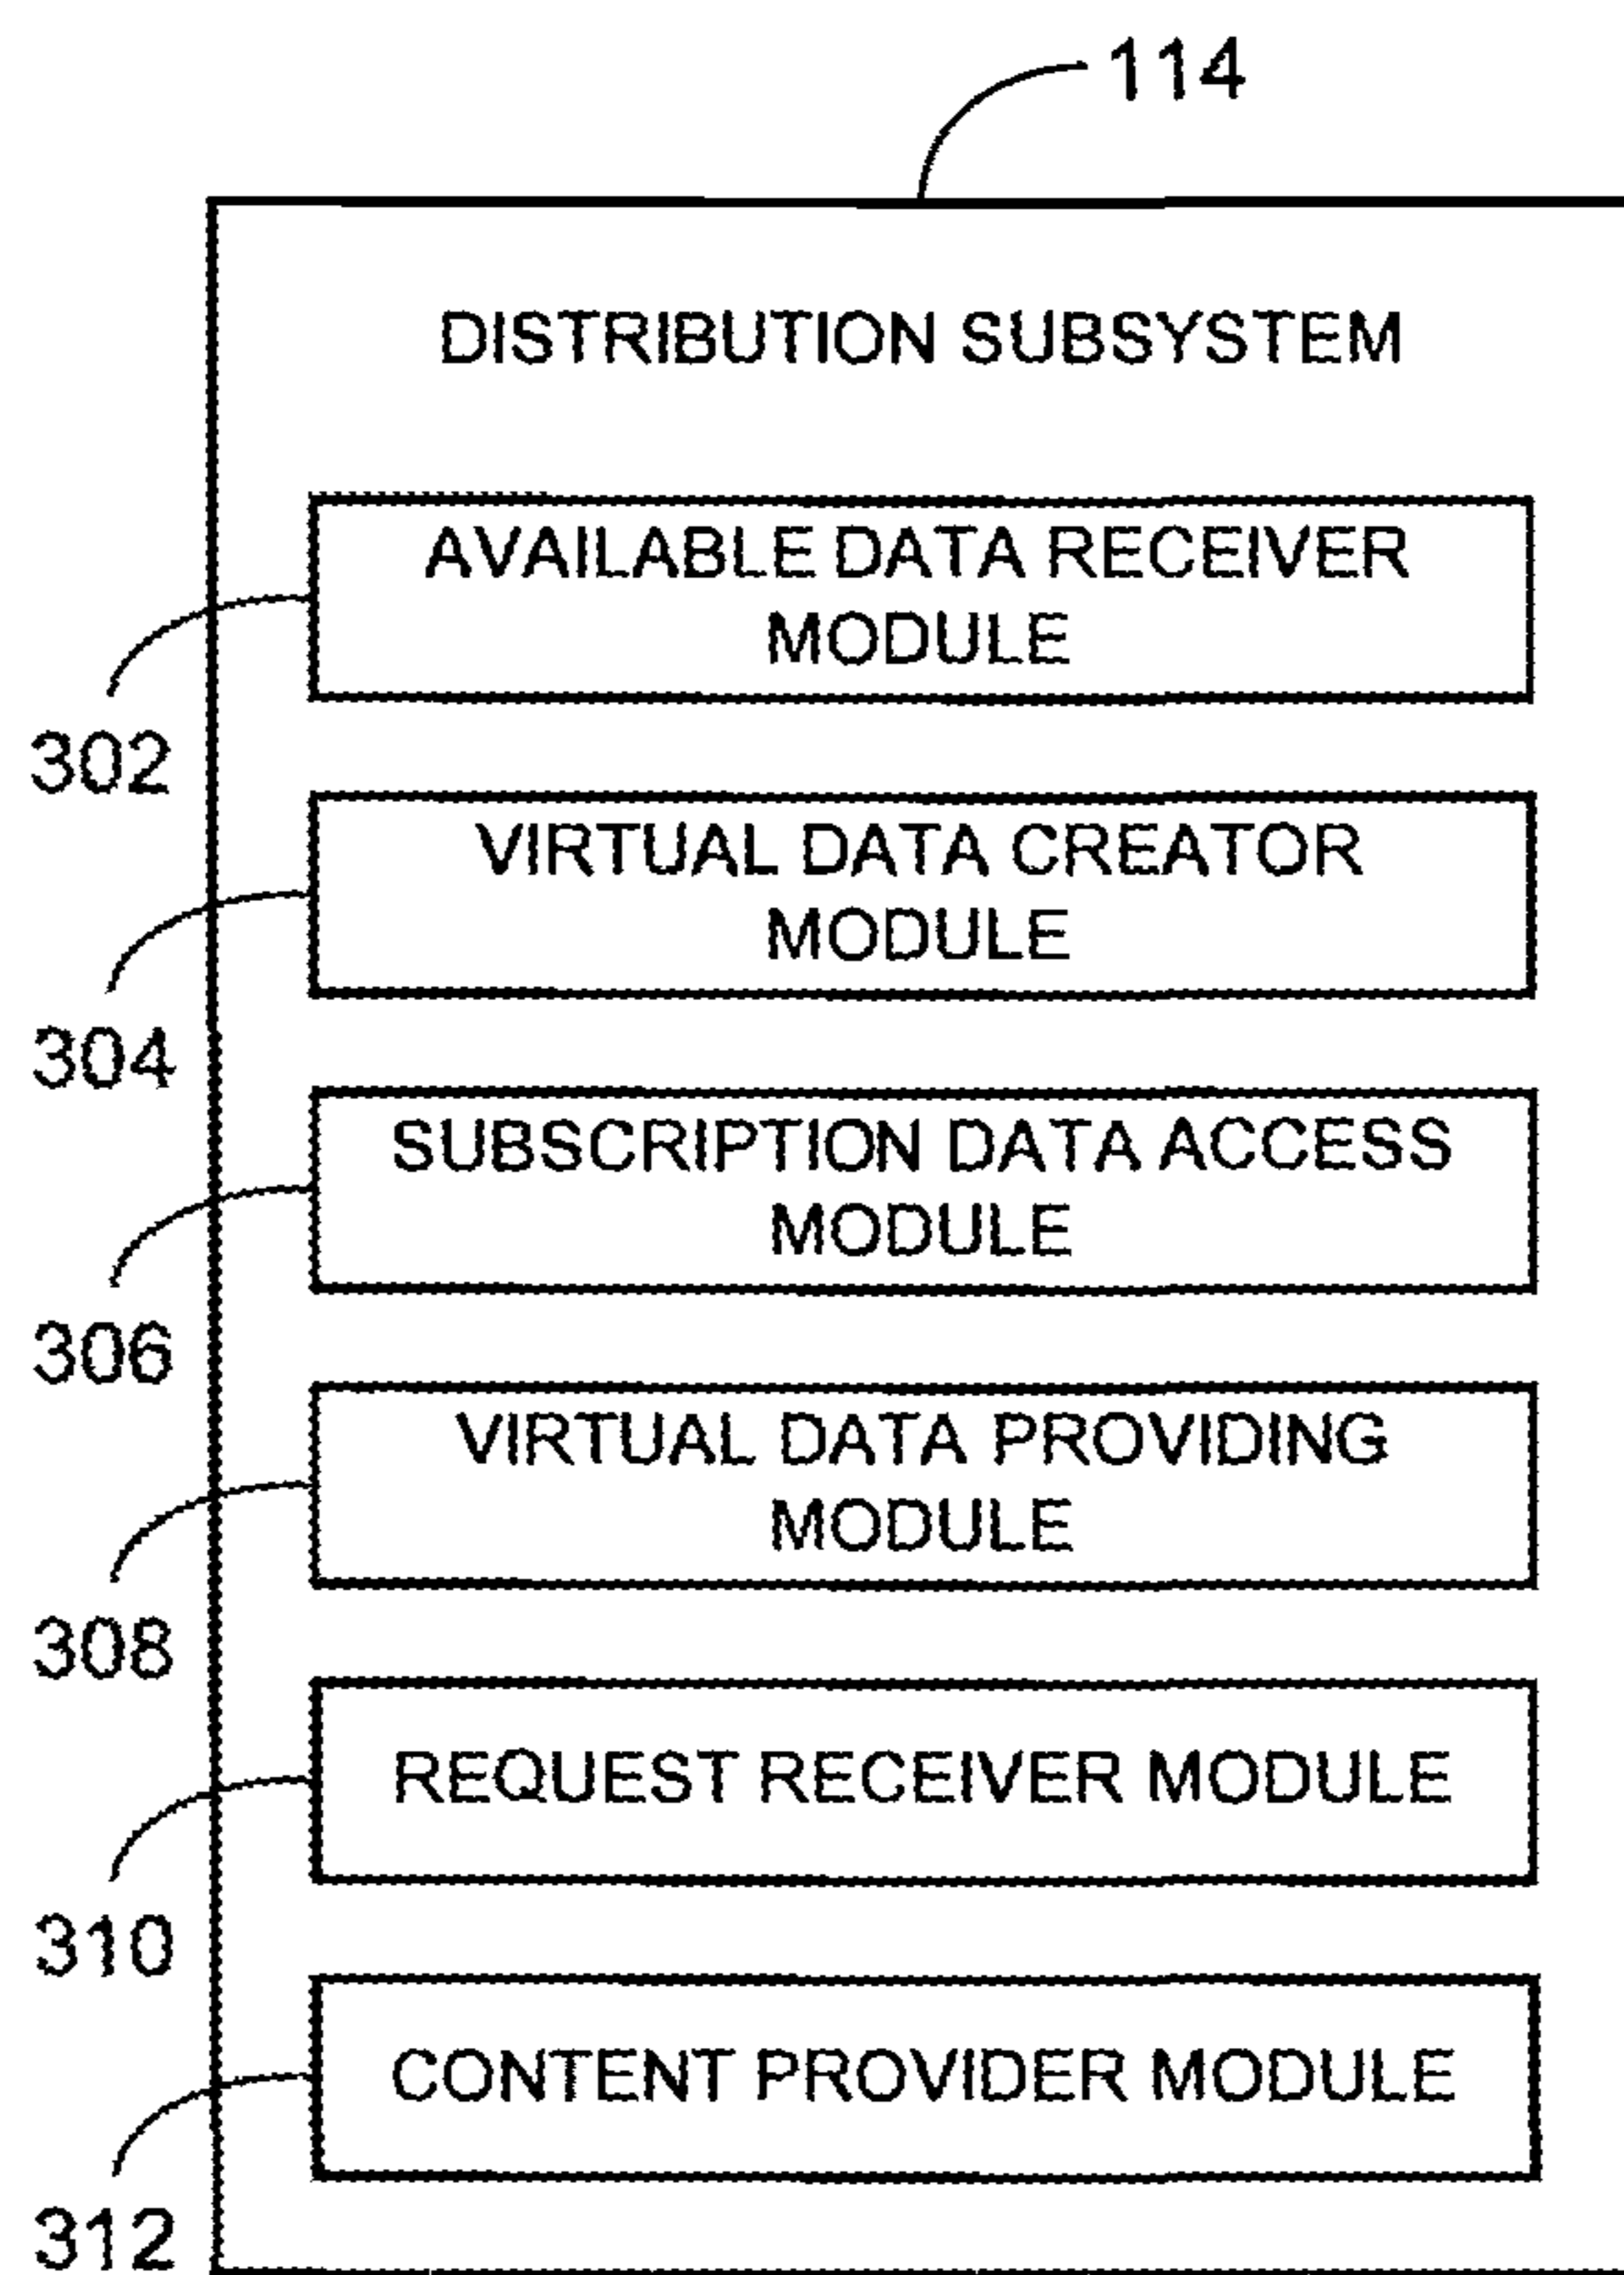 114
DISTRIBUTION SUBSYSTEM
AVAILABLE DATA RECEIVER
MODULE
302
VIRTUAL DATA CREATOR
MODULE
304
SUBSCRIPTION DATA ACCESS
MODULE
306
VIRTUAL DATA PROVIDING
MODULE
308
REQUEST RECEIVER MODULE
310
CONTENT PROVIDER MODULE
312